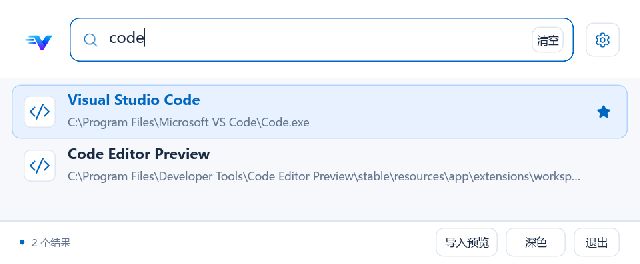 code 清空
Visual Studio Code
C:\Program Files\Microsoft VS Code\Code.exe
Code Editor Preview
C:\Program Files\Developer Tools\Code Editor Preview\stable\resources\app\extensions\worksp...
2 个结果 导入预览 深色 退出